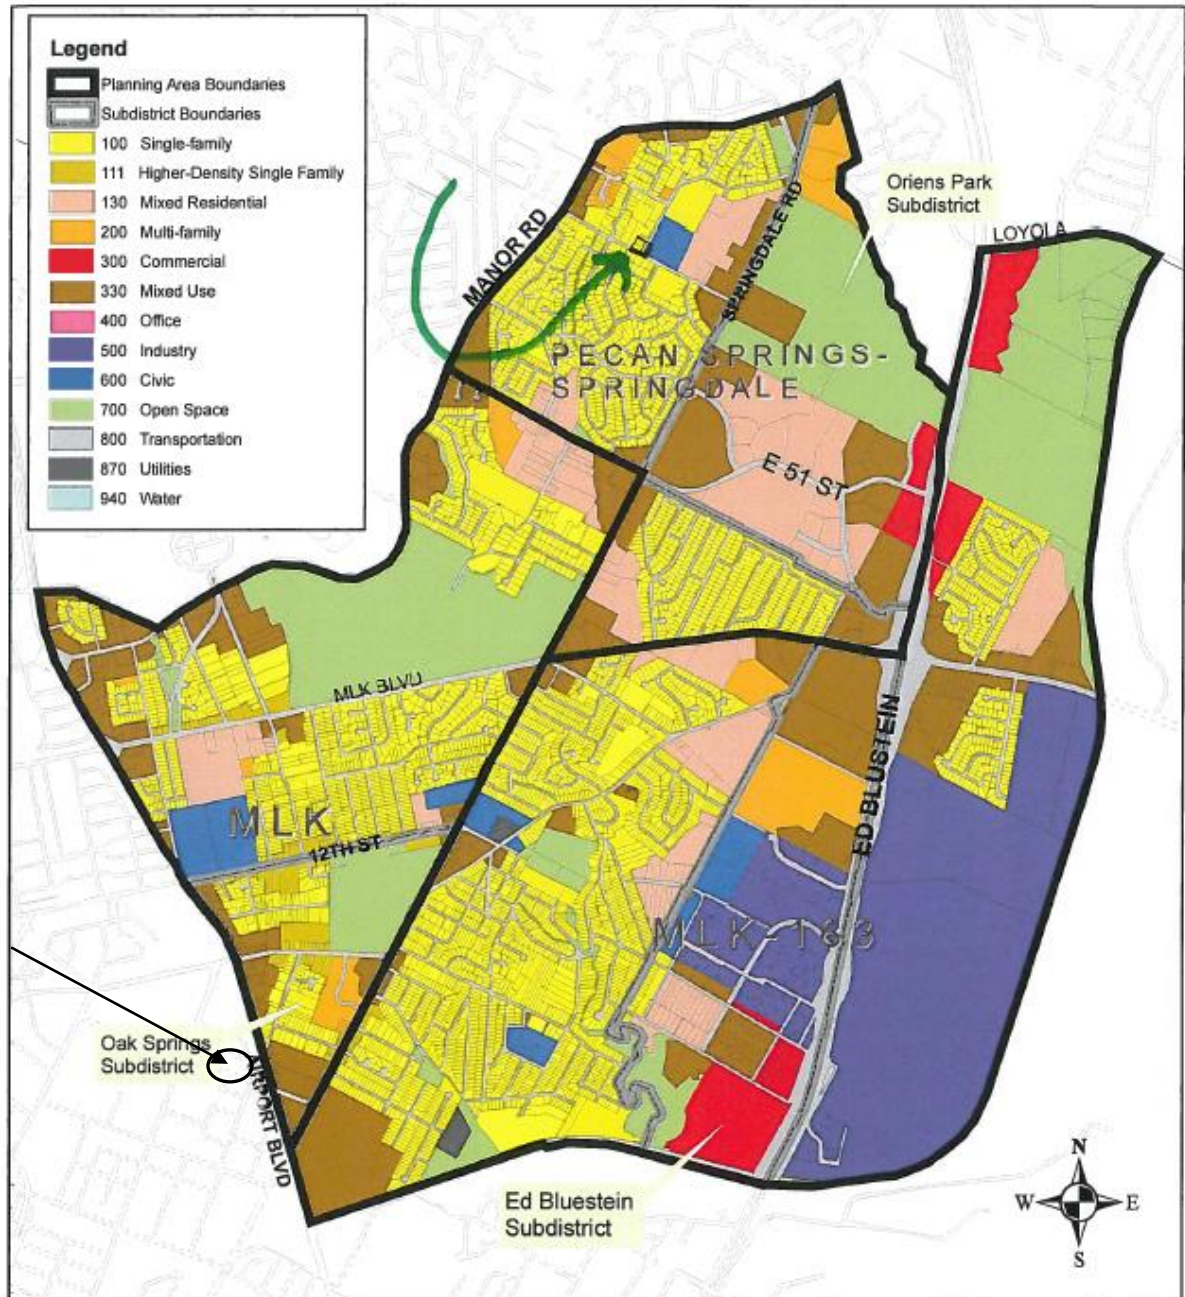 Legend
Planning Area Boundaries
Subdistrict Boundaries
100 Single-family
111 Higher-Density Single Family
130 Mixed Residential
200 Multi-family
300 Commercial
330 Mixed Use
400 Office
500 Industry
600 Civic
700 Open Space
800 Transportation
870 Utilities
940 Water
Oriens Park
Subdistrict
LOYOLA
MANOR RD
SPRINGDALE RD
PECAN SPRINGS-
SPRINGDALE
E 51 ST
MLK BLVD
ED BLUSTEIN
MLK
12TH ST
MLK-163
Oak Springs
Subdistrict
AIRPORT BLVD
Ed Bluestein
Subdistrict
N
W
E
S